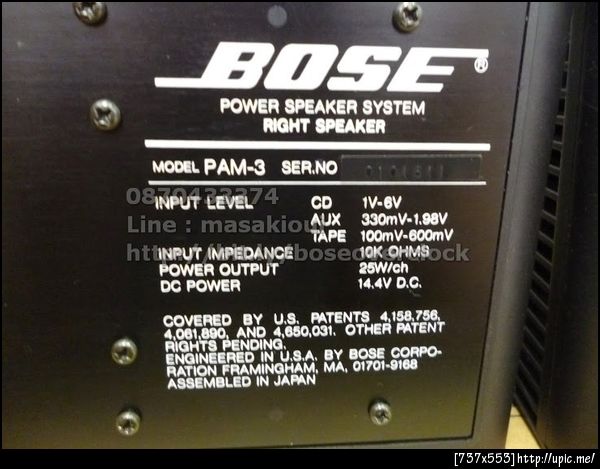 BOSE®
POWER SPEAKER SYSTEM
RIGHT SPEAKER
MODEL PAM-3 SER.NO
0870433374
INPUT LEVEL CD 1V-6V
Line : masakiour
AUX 330mV-1.98V
TAPE 100mV-600mV
INPUT IMPEDANCE 10K OHMS
POWER OUTPUT 25W/ch
DC POWER 14.4V D.C.
COVERED BY U.S. PATENTS 4,158,756,
4,061,890, AND 4,650,031. OTHER PATENT
RIGHTS PENDING.
ENGINEERED IN U.S.A. BY BOSE CORPO-
RATION FRAMINGHAM, MA, 01701-9168
ASSEMBLED IN JAPAN
[737x553]http://upic.me/